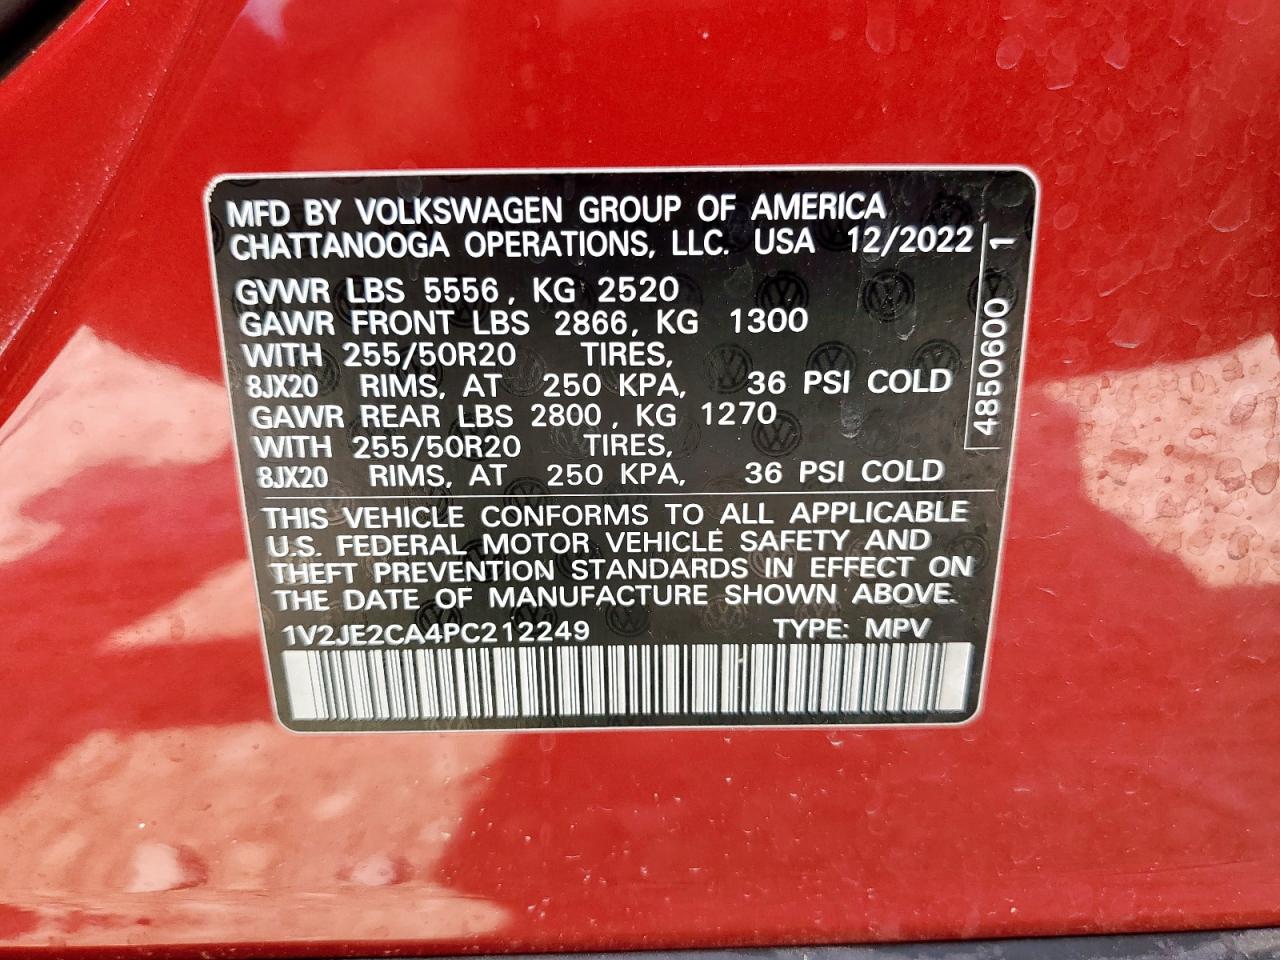 MFD BY VOLKSWAGEN GROUP OF AMERICA
CHATTANOOGA OPERATIONS, LLC. USA 12/2022
GVWR LBS 5556, KG 2520
GAWR FRONT LBS 2866, KG 1300
WITH 255/50R20 TIRES,
8JX20 RIMS, AT 250 KPA, 36 PSI COLD
GAWR REAR LBS 2800, KG 1270
WITH 255/50R20 TIRES,
8JX20 RIMS, AT 250 KPA, 36 PSI COLD
4850600 1
THIS VEHICLE CONFORMS TO ALL APPLICABLE
U.S. FEDERAL MOTOR VEHICLE SAFETY AND
THEFT PREVENTION STANDARDS IN EFFECT ON
THE DATE OF MANUFACTURE SHOWN ABOVE.
1V2JE2CA4PC212249 TYPE: MPV